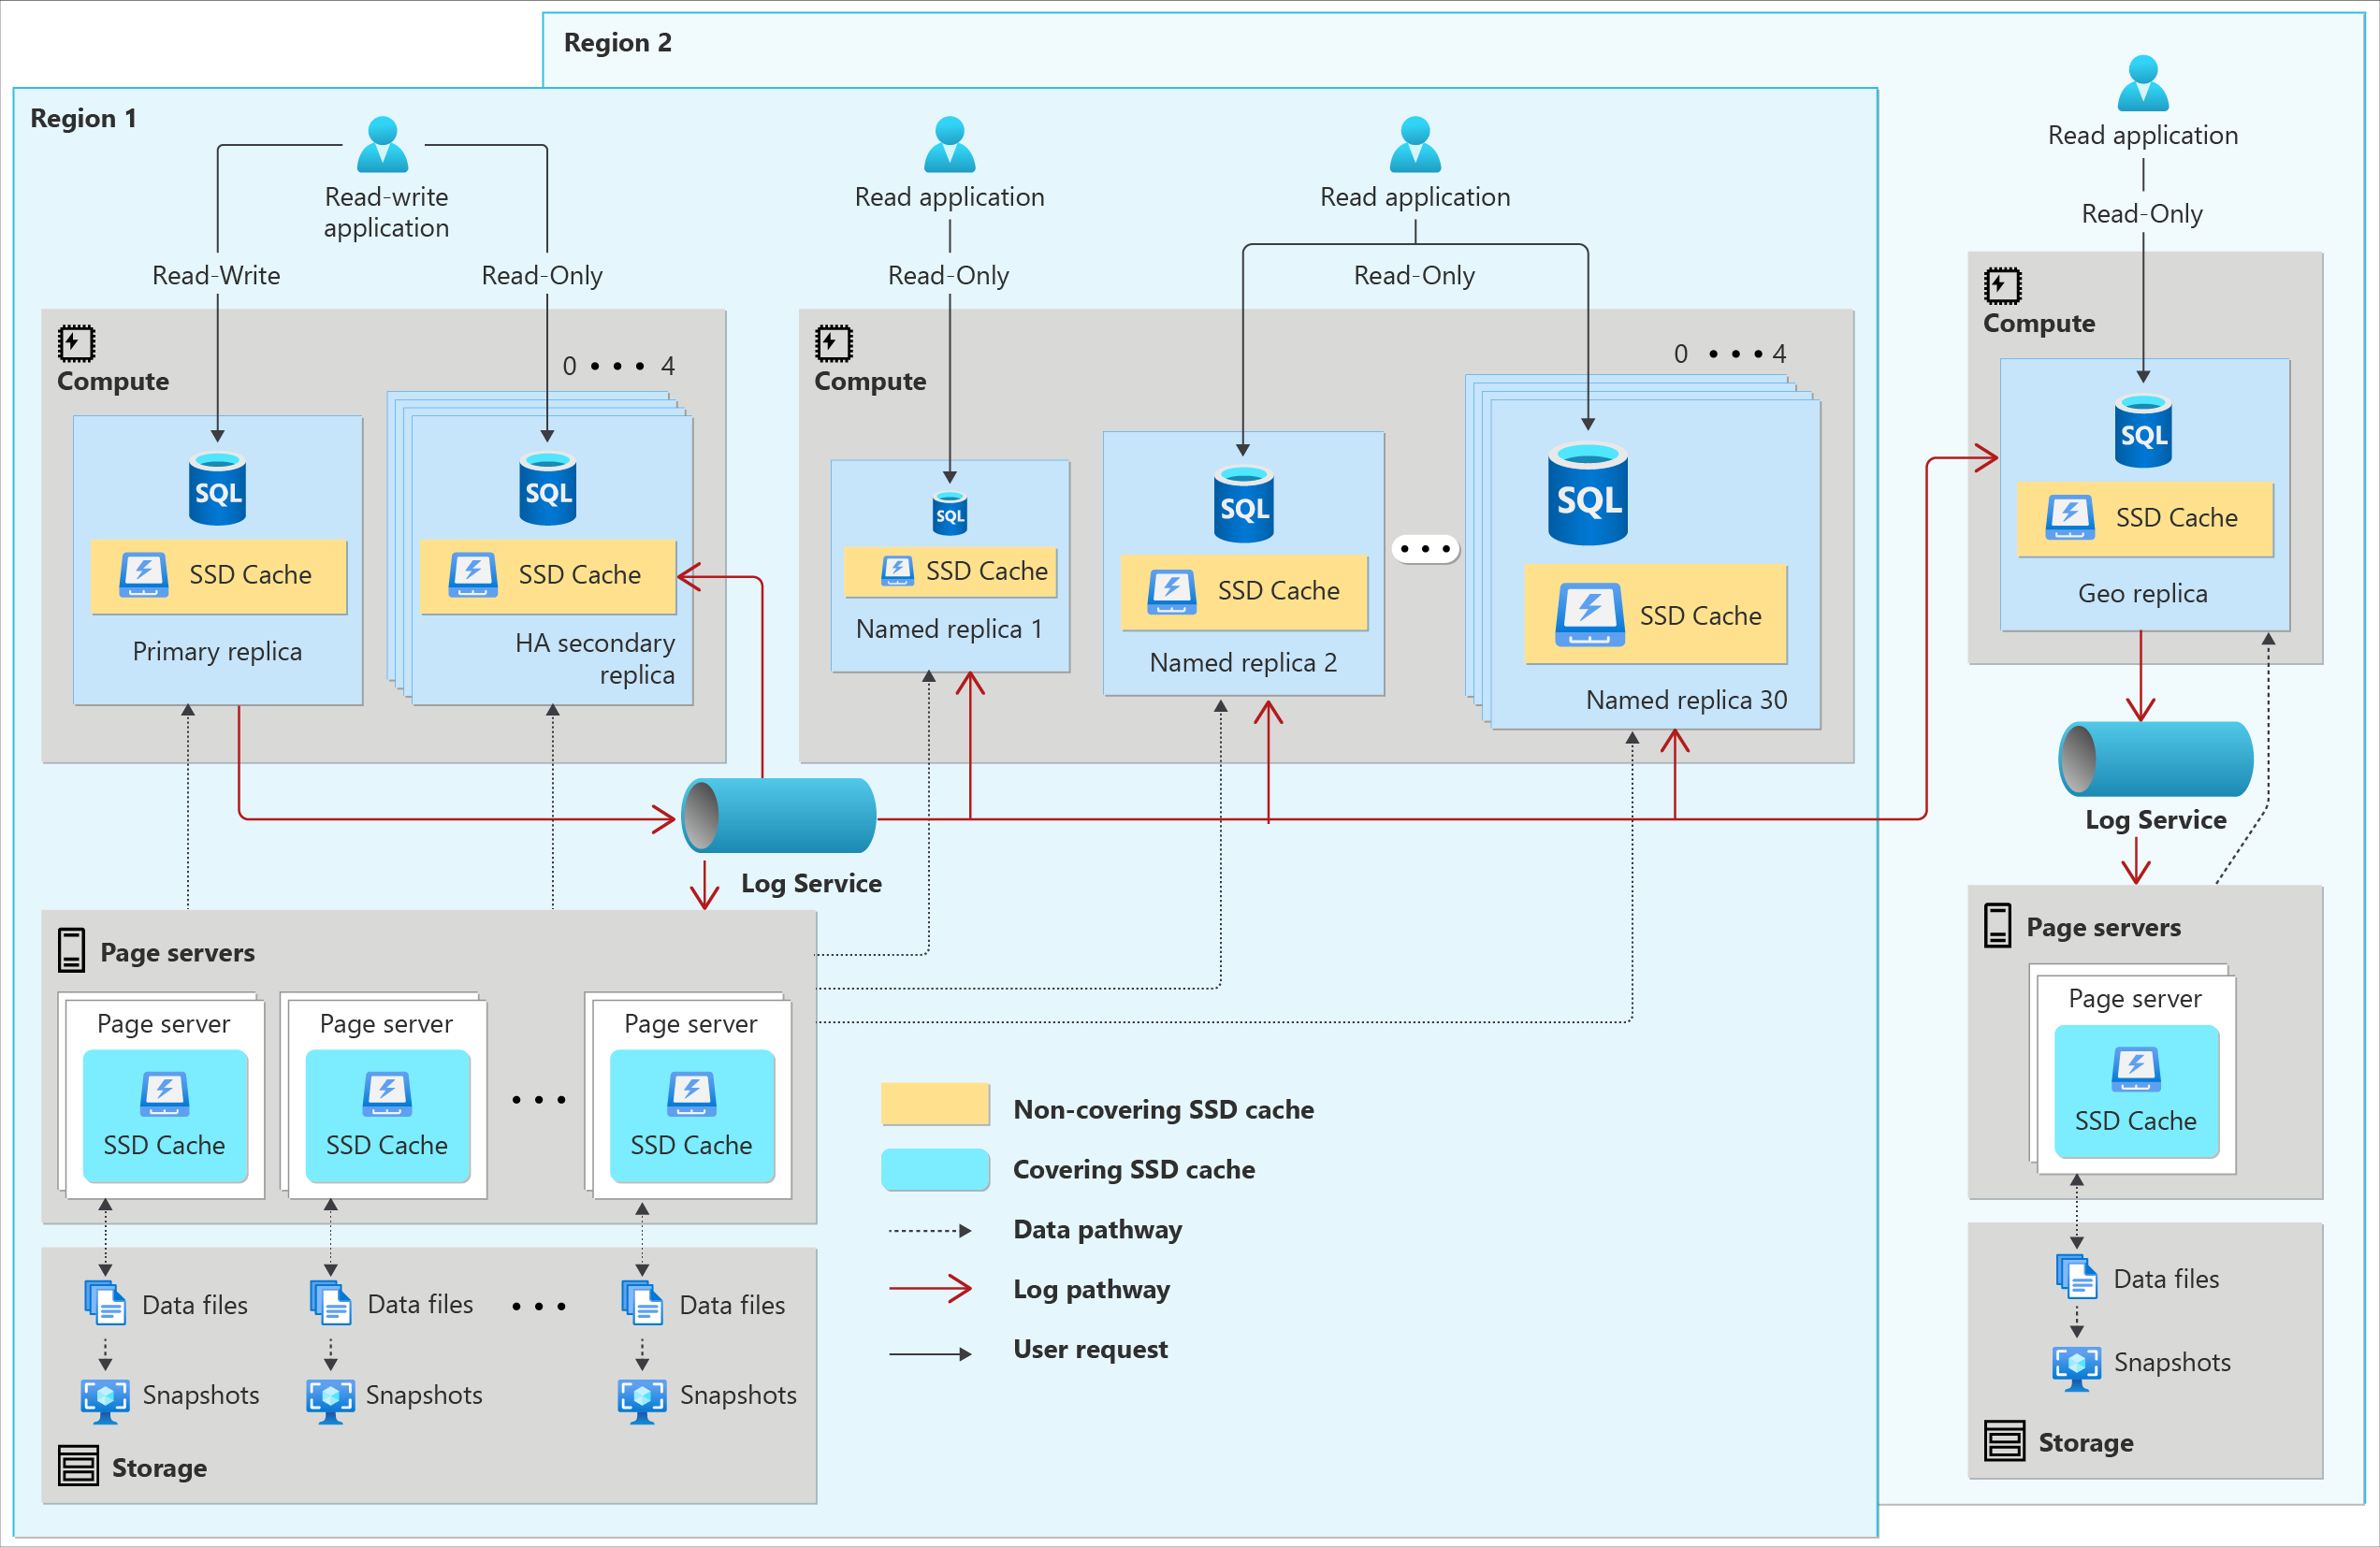 Region 2
Region 1
Read-write
application
Read application
Read application
Read application
Read-Write
Read-Only
Read-Only
Read-Only
Read-Only
Compute
0 • • • 4
SQL
SSD Cache
Primary replica
SQL
SSD Cache
HA secondary
replica
Compute
0 • • • 4
SQL
SSD Cache
Named replica 1
SQL
SSD Cache
Named replica 2
• • •
SQL
SSD Cache
Named replica 30
Compute
SQL
SSD Cache
Geo replica
Log Service
Log Service
Page servers
Page server
SSD Cache
Page server
SSD Cache
• • •
Page server
SSD Cache
Data files
Data files
• • •
Data files
Snapshots
Snapshots
Snapshots
Storage
Non-covering SSD cache
Covering SSD cache
Data pathway
Log pathway
User request
Page servers
Page server
SSD Cache
Data files
Snapshots
Storage